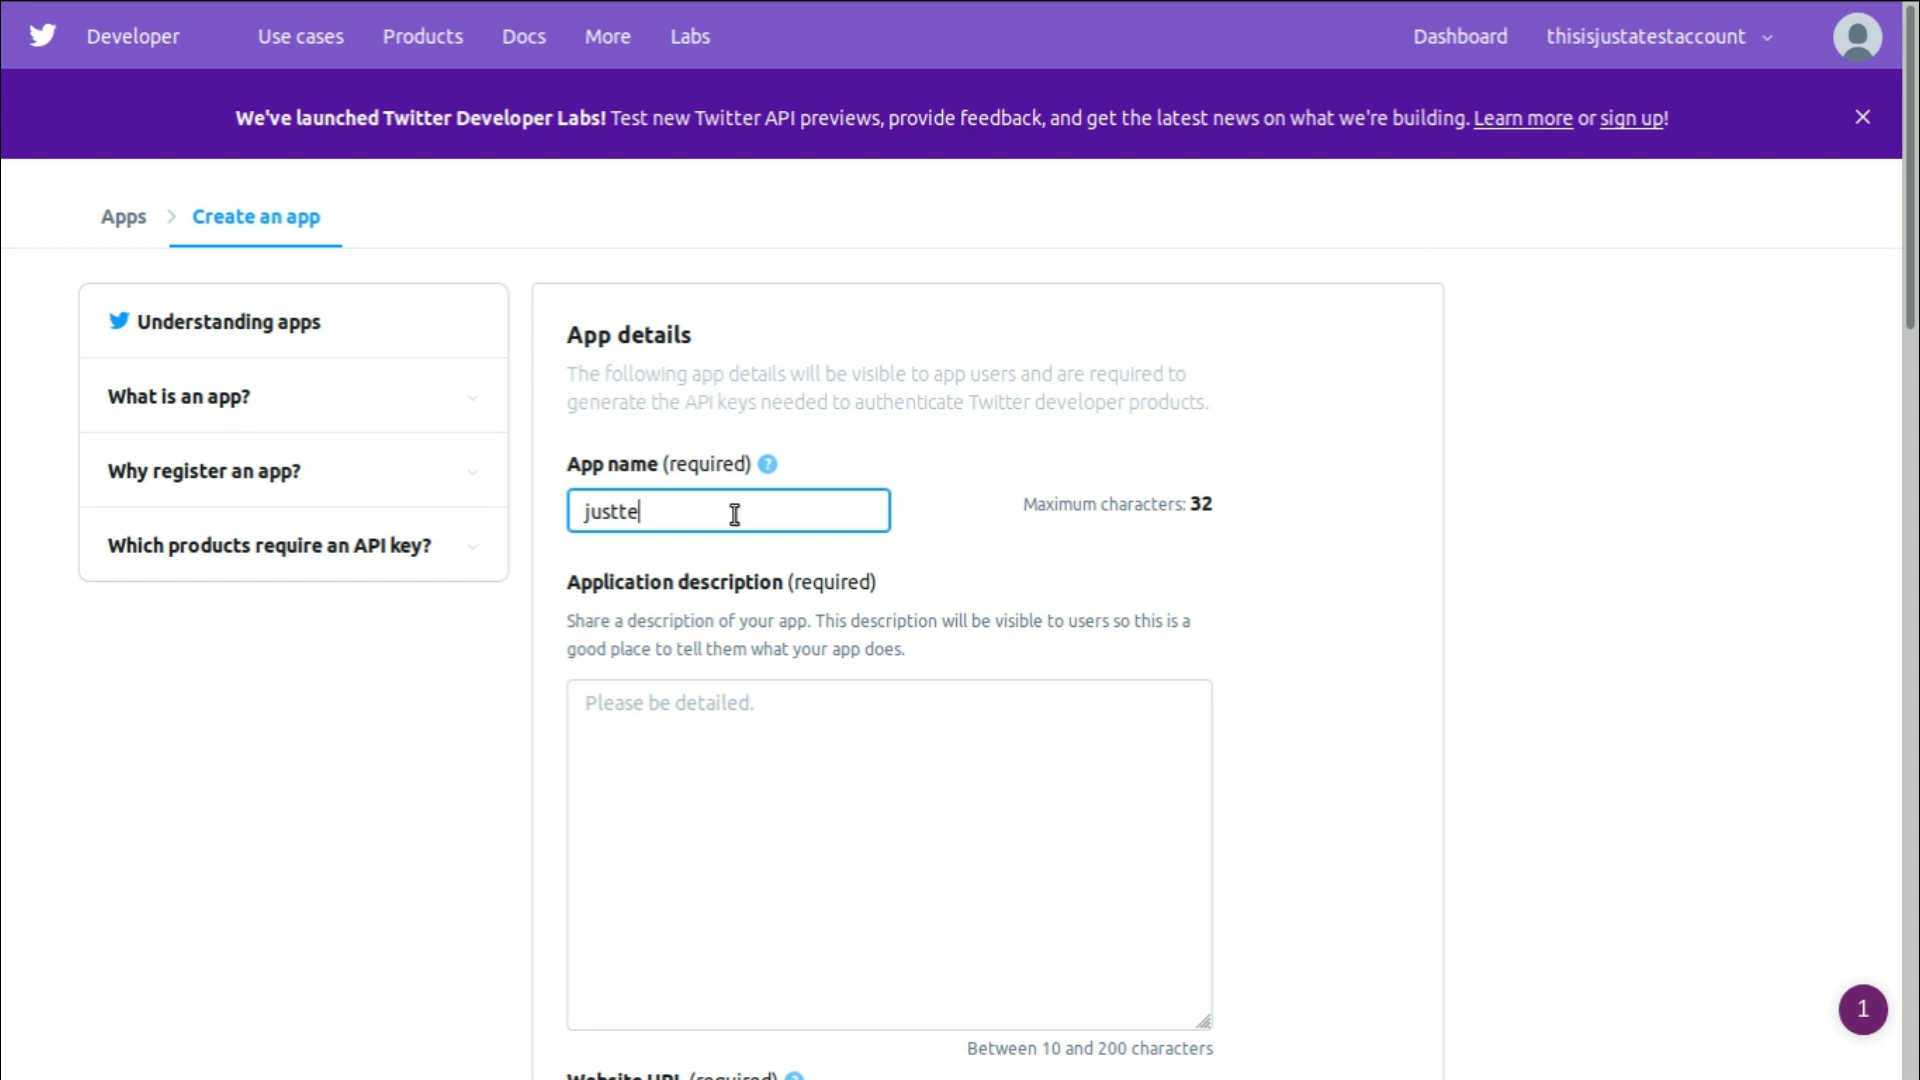 Developer Use cases Products Docs More Labs Dashboard thisisjustatestaccount
We've launched Twitter Developer Labs! Test new Twitter API previews, provide feedback, and get the latest news on what we're building. Learn more or sign up!
Apps Create an app
Understanding apps
What is an app?
Why register an app?
Which products require an API key?
App details
The following app details will be visible to app users and are required to
generate the API keys needed to authenticate Twitter developer products.
App name (required) ?
justte
Maximum characters: 32
Application description (required)
Share a description of your app. This description will be visible to users so this is a
good place to tell them what your app does.
Please be detailed.
Between 10 and 200 characters
Website URL (required) ?
1